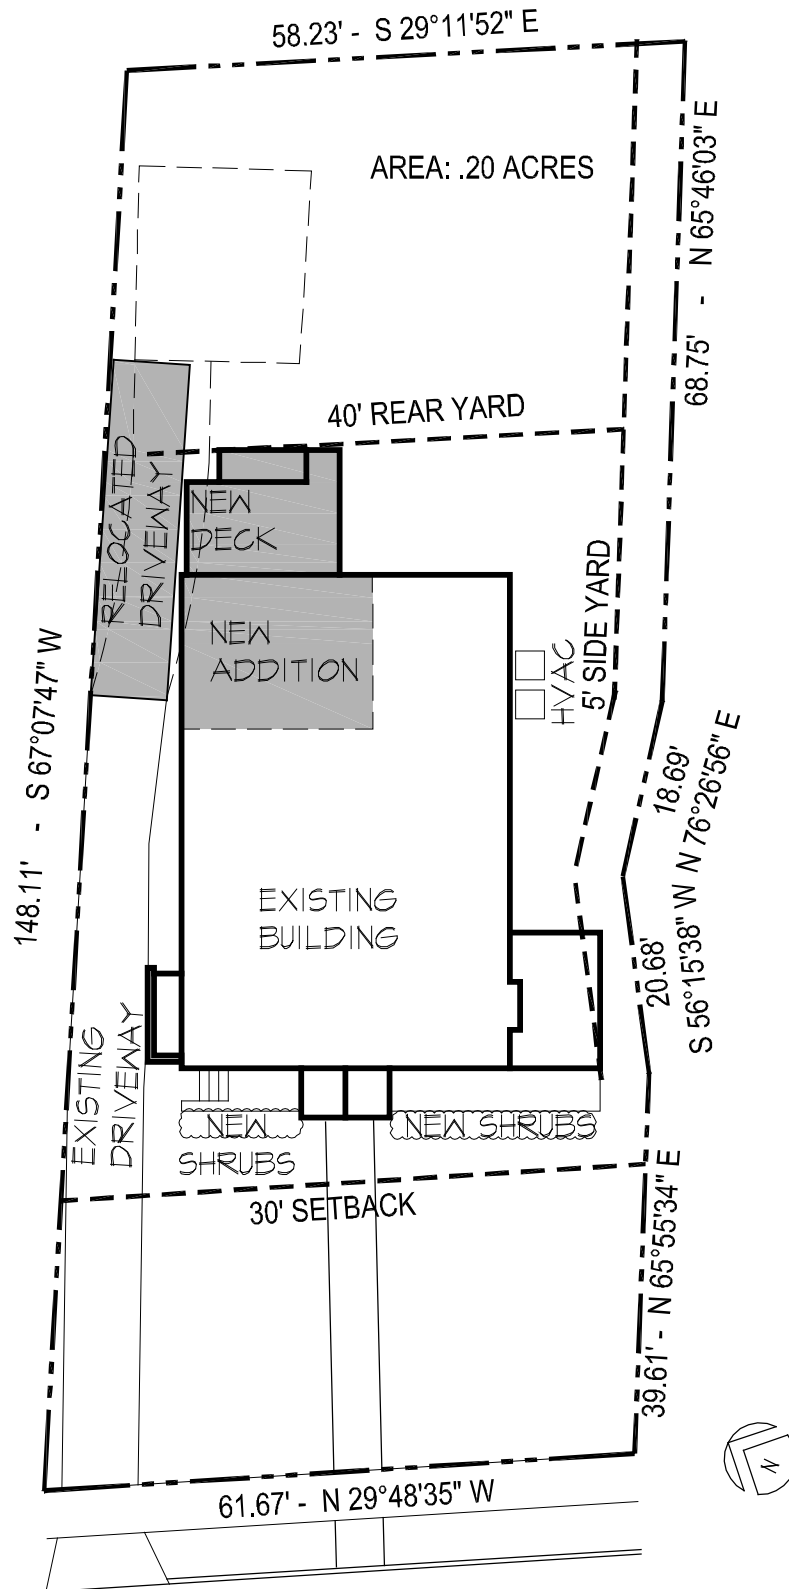 58.23' - S 29°11'52" E
AREA: .20 ACRES
68.75' - N 65°46'03" E
40' REAR YARD
RELOCATED
DRIVEWAY
NEW
DECK
NEW
ADDITION
HVAC
5' SIDE YARD
148.11' - S 67°07'47" W
18.69'
N 76°26'56" E
EXISTING
BUILDING
20.68'
S 56°15'38" W
EXISTING
DRIVEWAY
NEW
SHRUBS
NEW SHRUBS
30' SETBACK
39.61' - N 65°55'34" E
61.67' - N 29°48'35" W
N